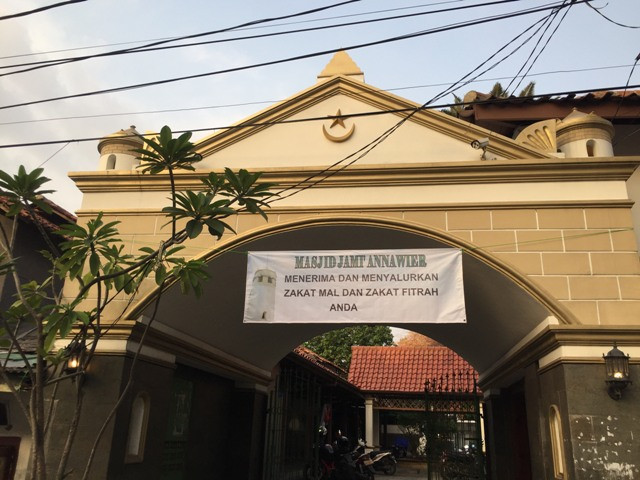 MASJID JAMI' ANNAWIER
MENERIMA DAN MENYALURKAN
ZAKAT MAL DAN ZAKAT FITRAH
ANDA